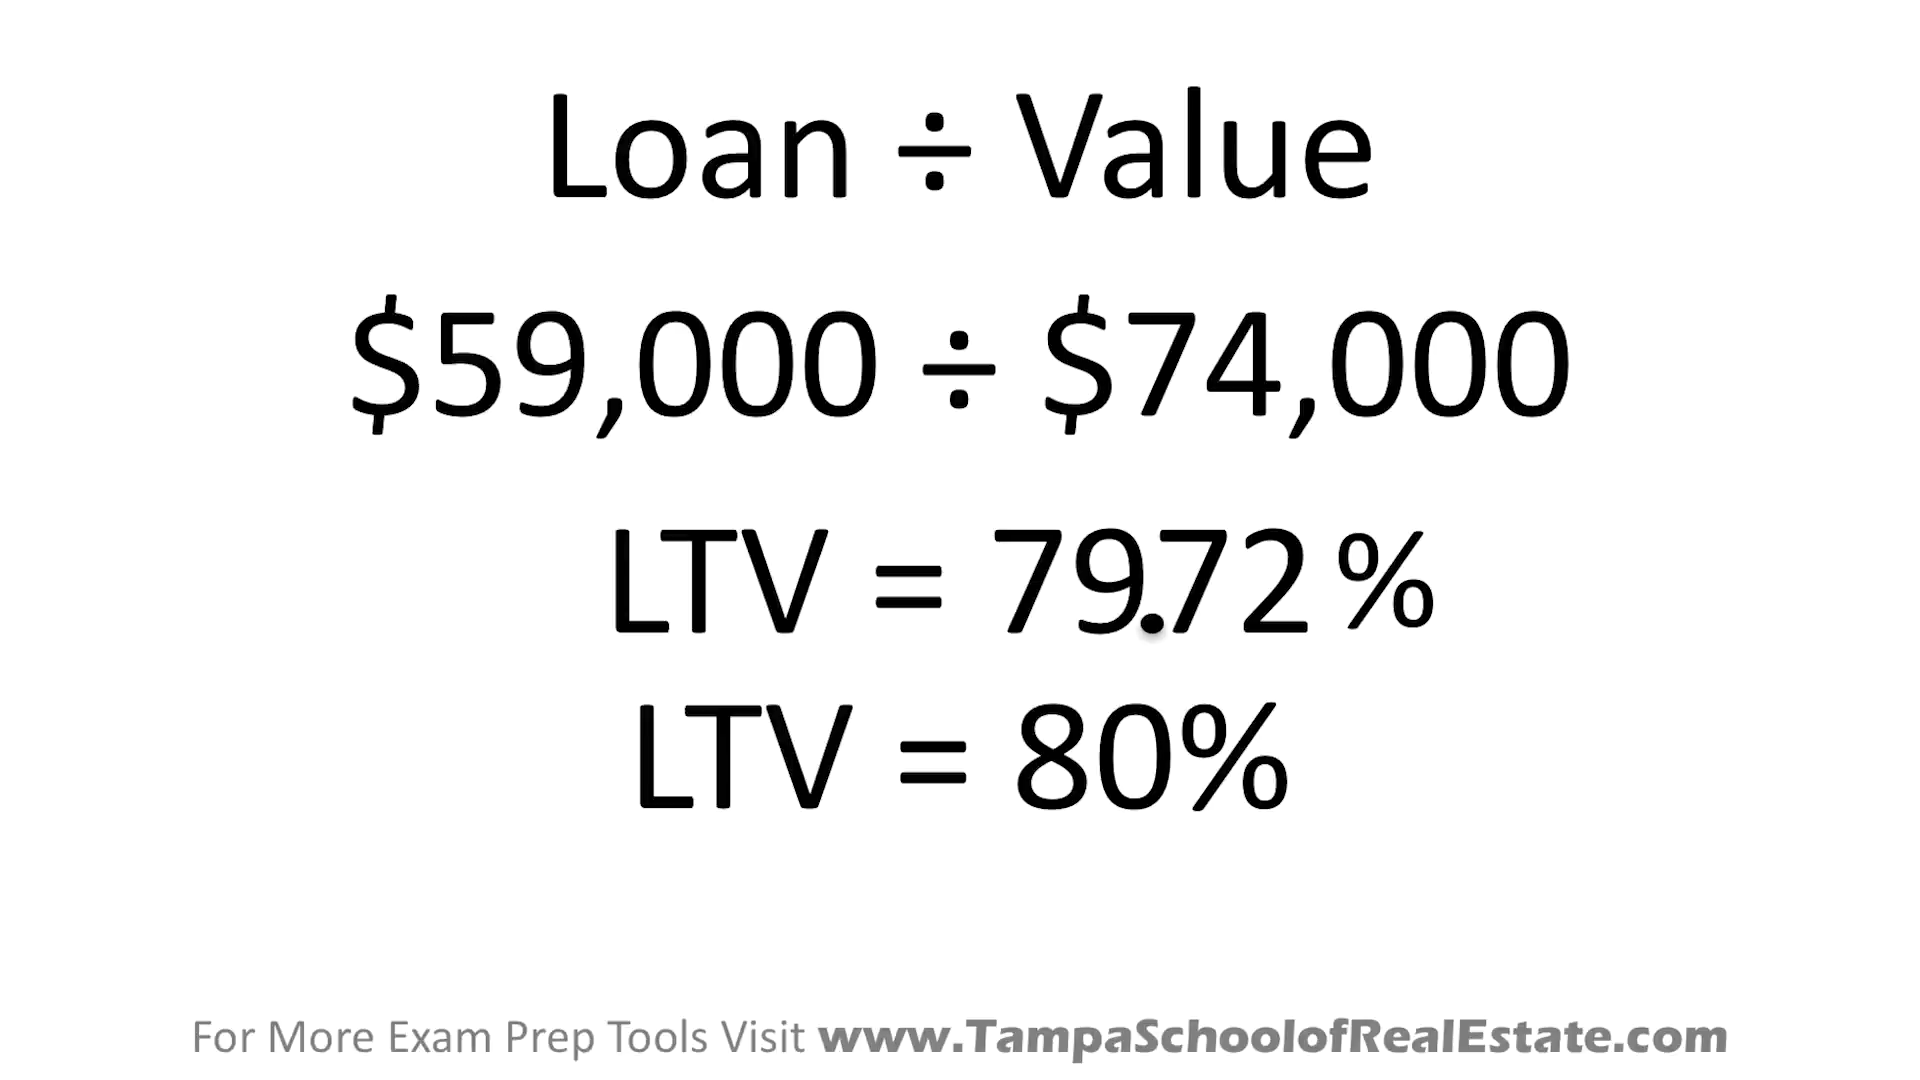 Loan ÷ Value
$59,000 ÷ $74,000
LTV = 79.72 %
LTV = 80%
For More Exam Prep Tools Visit www.TampaSchoolofRealEstate.com